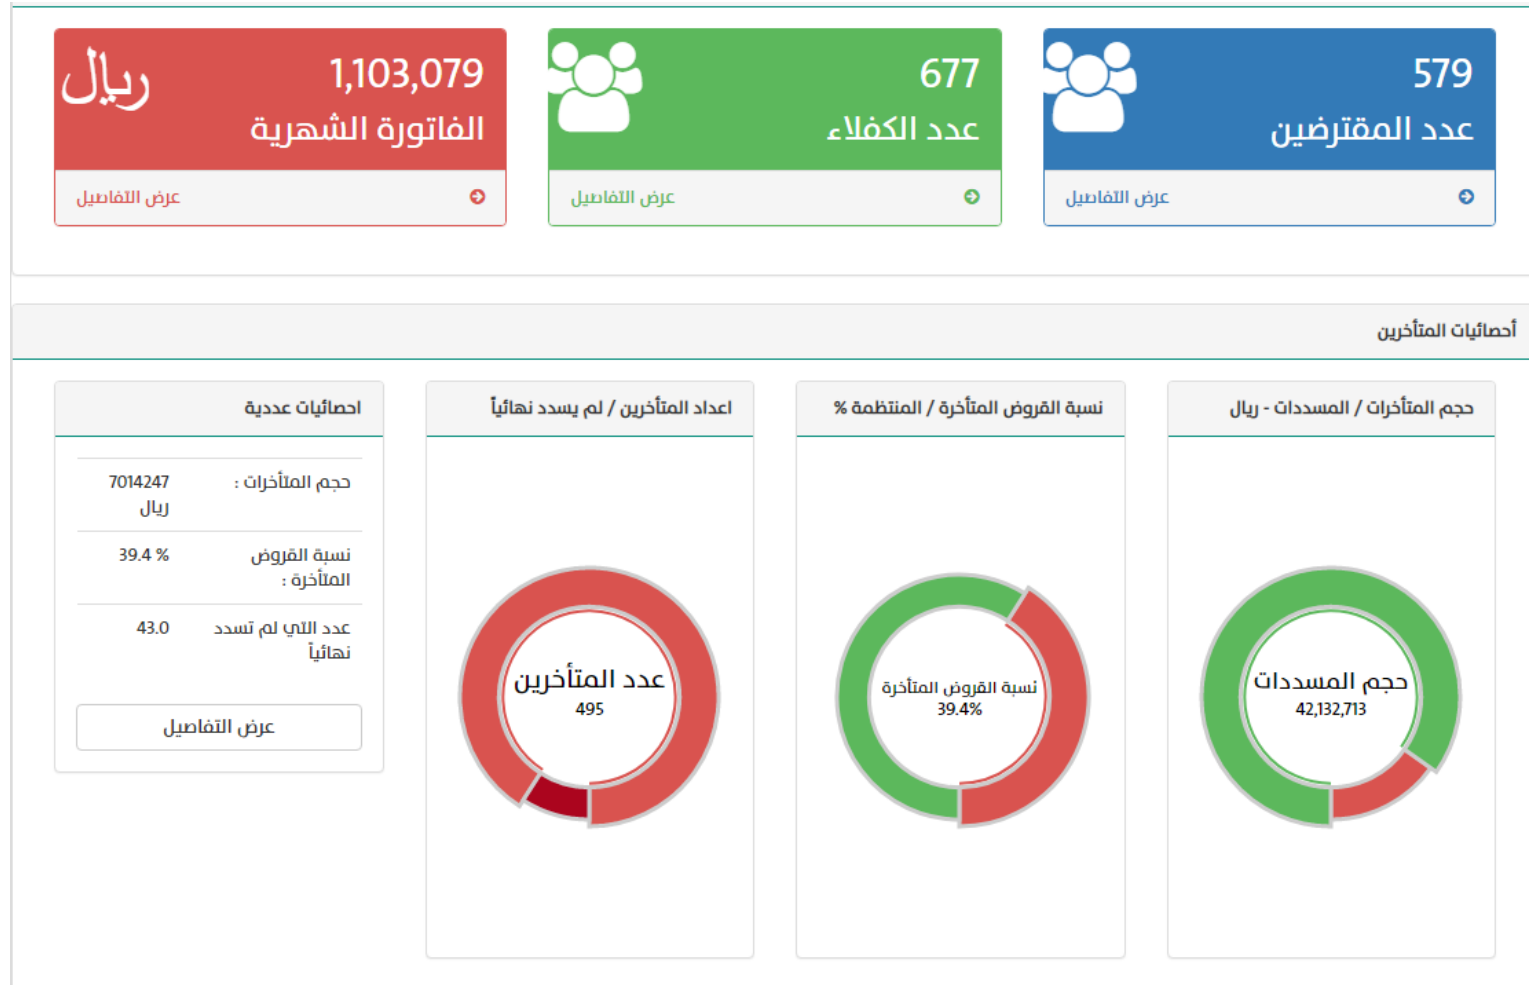 579
عدد المقترضين
عرض التفاصيل
677
عدد الكفلاء
عرض التفاصيل
1,103,079
الفاتورة الشهرية
ريال
عرض التفاصيل
أحصائيات المتأخرين
حجم المتأخرات / المسددات - ريال
حجم المسددات
42,132,713
نسبة القروض المتأخرة / المنتظمة %
نسبة القروض المتأخرة
39.4%
اعداد المتأخرين / لم يسدد نهائياً
عدد المتأخرين
495
احصائيات عددية
حجم المتأخرات : 7014247
ريال
نسبة القروض 39.4 %
المتأخرة :
عدد التي لم تسدد 43.0
نهائياً
عرض التفاصيل